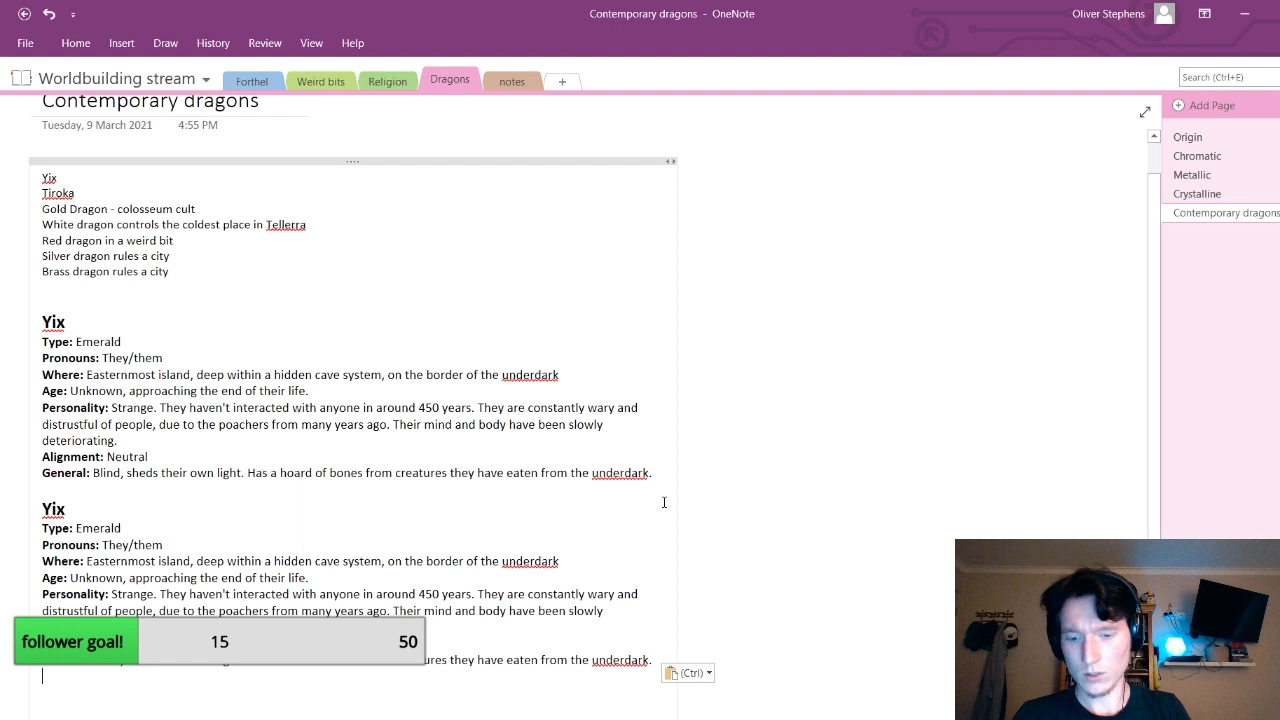 Contemporary dragons - OneNote
Oliver Stephens
File Home Insert Draw History Review View Help
Worldbuilding stream
Forthel
Weird bits
Religion
Dragons
notes
Search (Ctrl+E)
Contemporary dragons
Tuesday, 9 March 2021 4:55 PM
Add Page
Origin
Chromatic
Metallic
Crystalline
Contemporary dragons
Yix
Tiroka
Gold Dragon - colosseum cult
White dragon controls the coldest place in Tellerra
Red dragon in a weird bit
Silver dragon rules a city
Brass dragon rules a city
Yix
Type: Emerald
Pronouns: They/them
Where: Easternmost island, deep within a hidden cave system, on the border of the underdark
Age: Unknown, approaching the end of their life.
Personality: Strange. They haven't interacted with anyone in around 450 years. They are constantly wary and
distrustful of people, due to the poachers from many years ago. Their mind and body have been slowly
deteriorating.
Alignment: Neutral
General: Blind, sheds their own light. Has a hoard of bones from creatures they have eaten from the underdark.
Yix
Type: Emerald
Pronouns: They/them
Where: Easternmost island, deep within a hidden cave system, on the border of the underdark
Age: Unknown, approaching the end of their life.
Personality: Strange. They haven't interacted with anyone in around 450 years. They are constantly wary and
distrustful of people, due to the poachers from many years ago. Their mind and body have been slowly
follower goal! 15 50
they have eaten from the underdark.
(Ctrl)